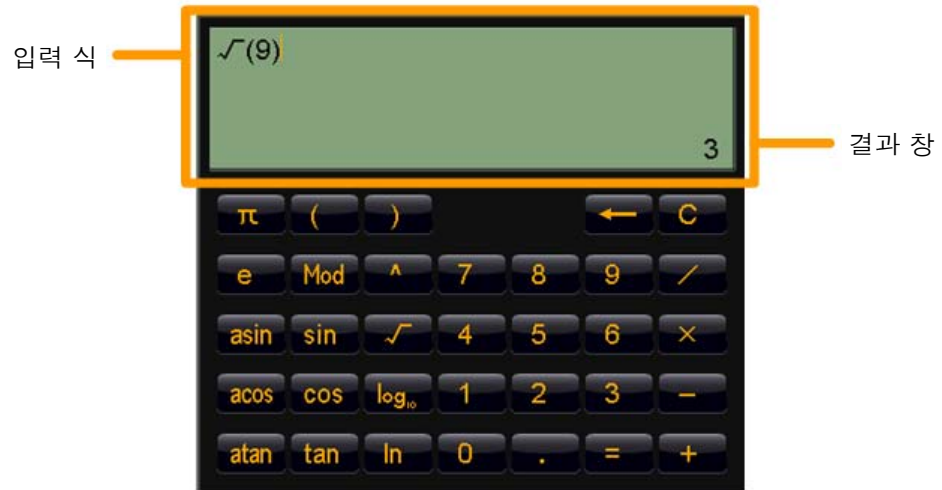 입력 식
√(9)
3
결과 창
π ( ) ← C
e Mod ^ 7 8 9 /
asin sin √ 4 5 6 ×
acos cos log₁₀ 1 2 3 −
atan tan ln 0 . = +